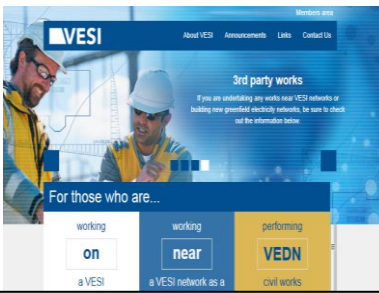 Members area
VESI
About VESI Announcements Links Contact Us
3rd party works
If you are undertaking any works near VESI networks or
building new greenfield electricity networks, be sure to check
out the information below.
For those who are...
working
on
a VESI
working
near
a VESI network as a
performing
VEDN
civil works